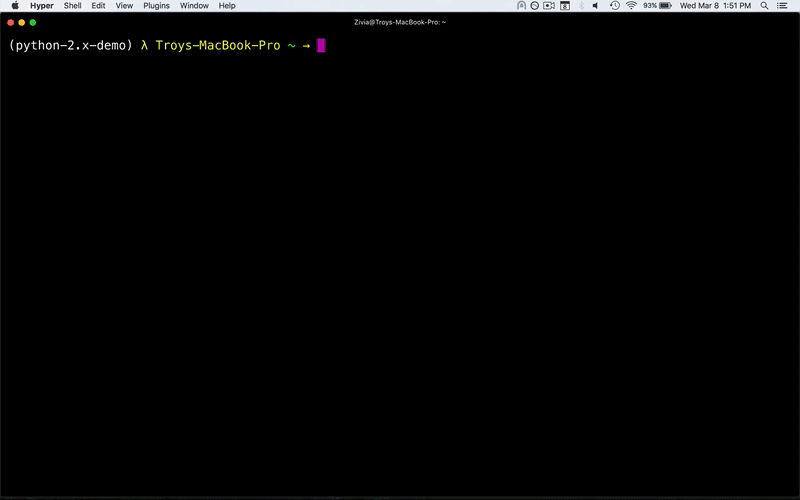 Hyper Shell Edit View Plugins Window Help 8 93% Wed Mar 8 1:51 PM
Zivia@Troys-MacBook-Pro: ~
(python-2.x-demo) λ Troys-MacBook-Pro ~ →